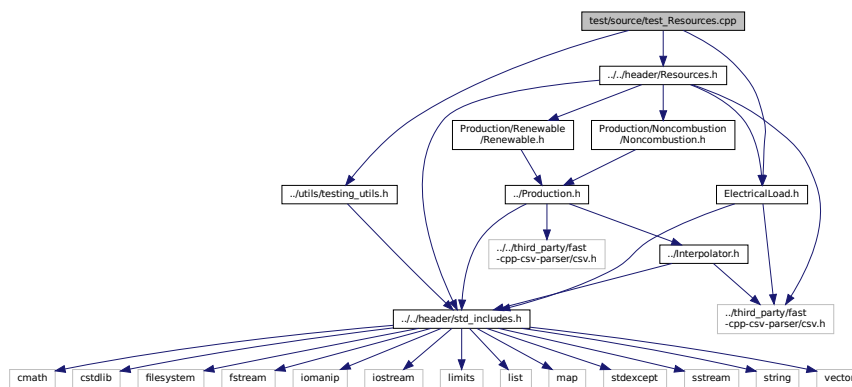 test/source/test_Resources.cpp
../../header/Resources.h
Production/Renewable
/Renewable.h
Production/Noncombustion
/Noncombustion.h
../utils/testing_utils.h
../Production.h
ElectricalLoad.h
../../third_party/fast
-cpp-csv-parser/csv.h
../Interpolator.h
../third_party/fast
-cpp-csv-parser/csv.h
../../header/std_includes.h
cmath
cstdlib
filesystem
fstream
iomanip
iostream
limits
list
map
stdexcept
sstream
string
vector